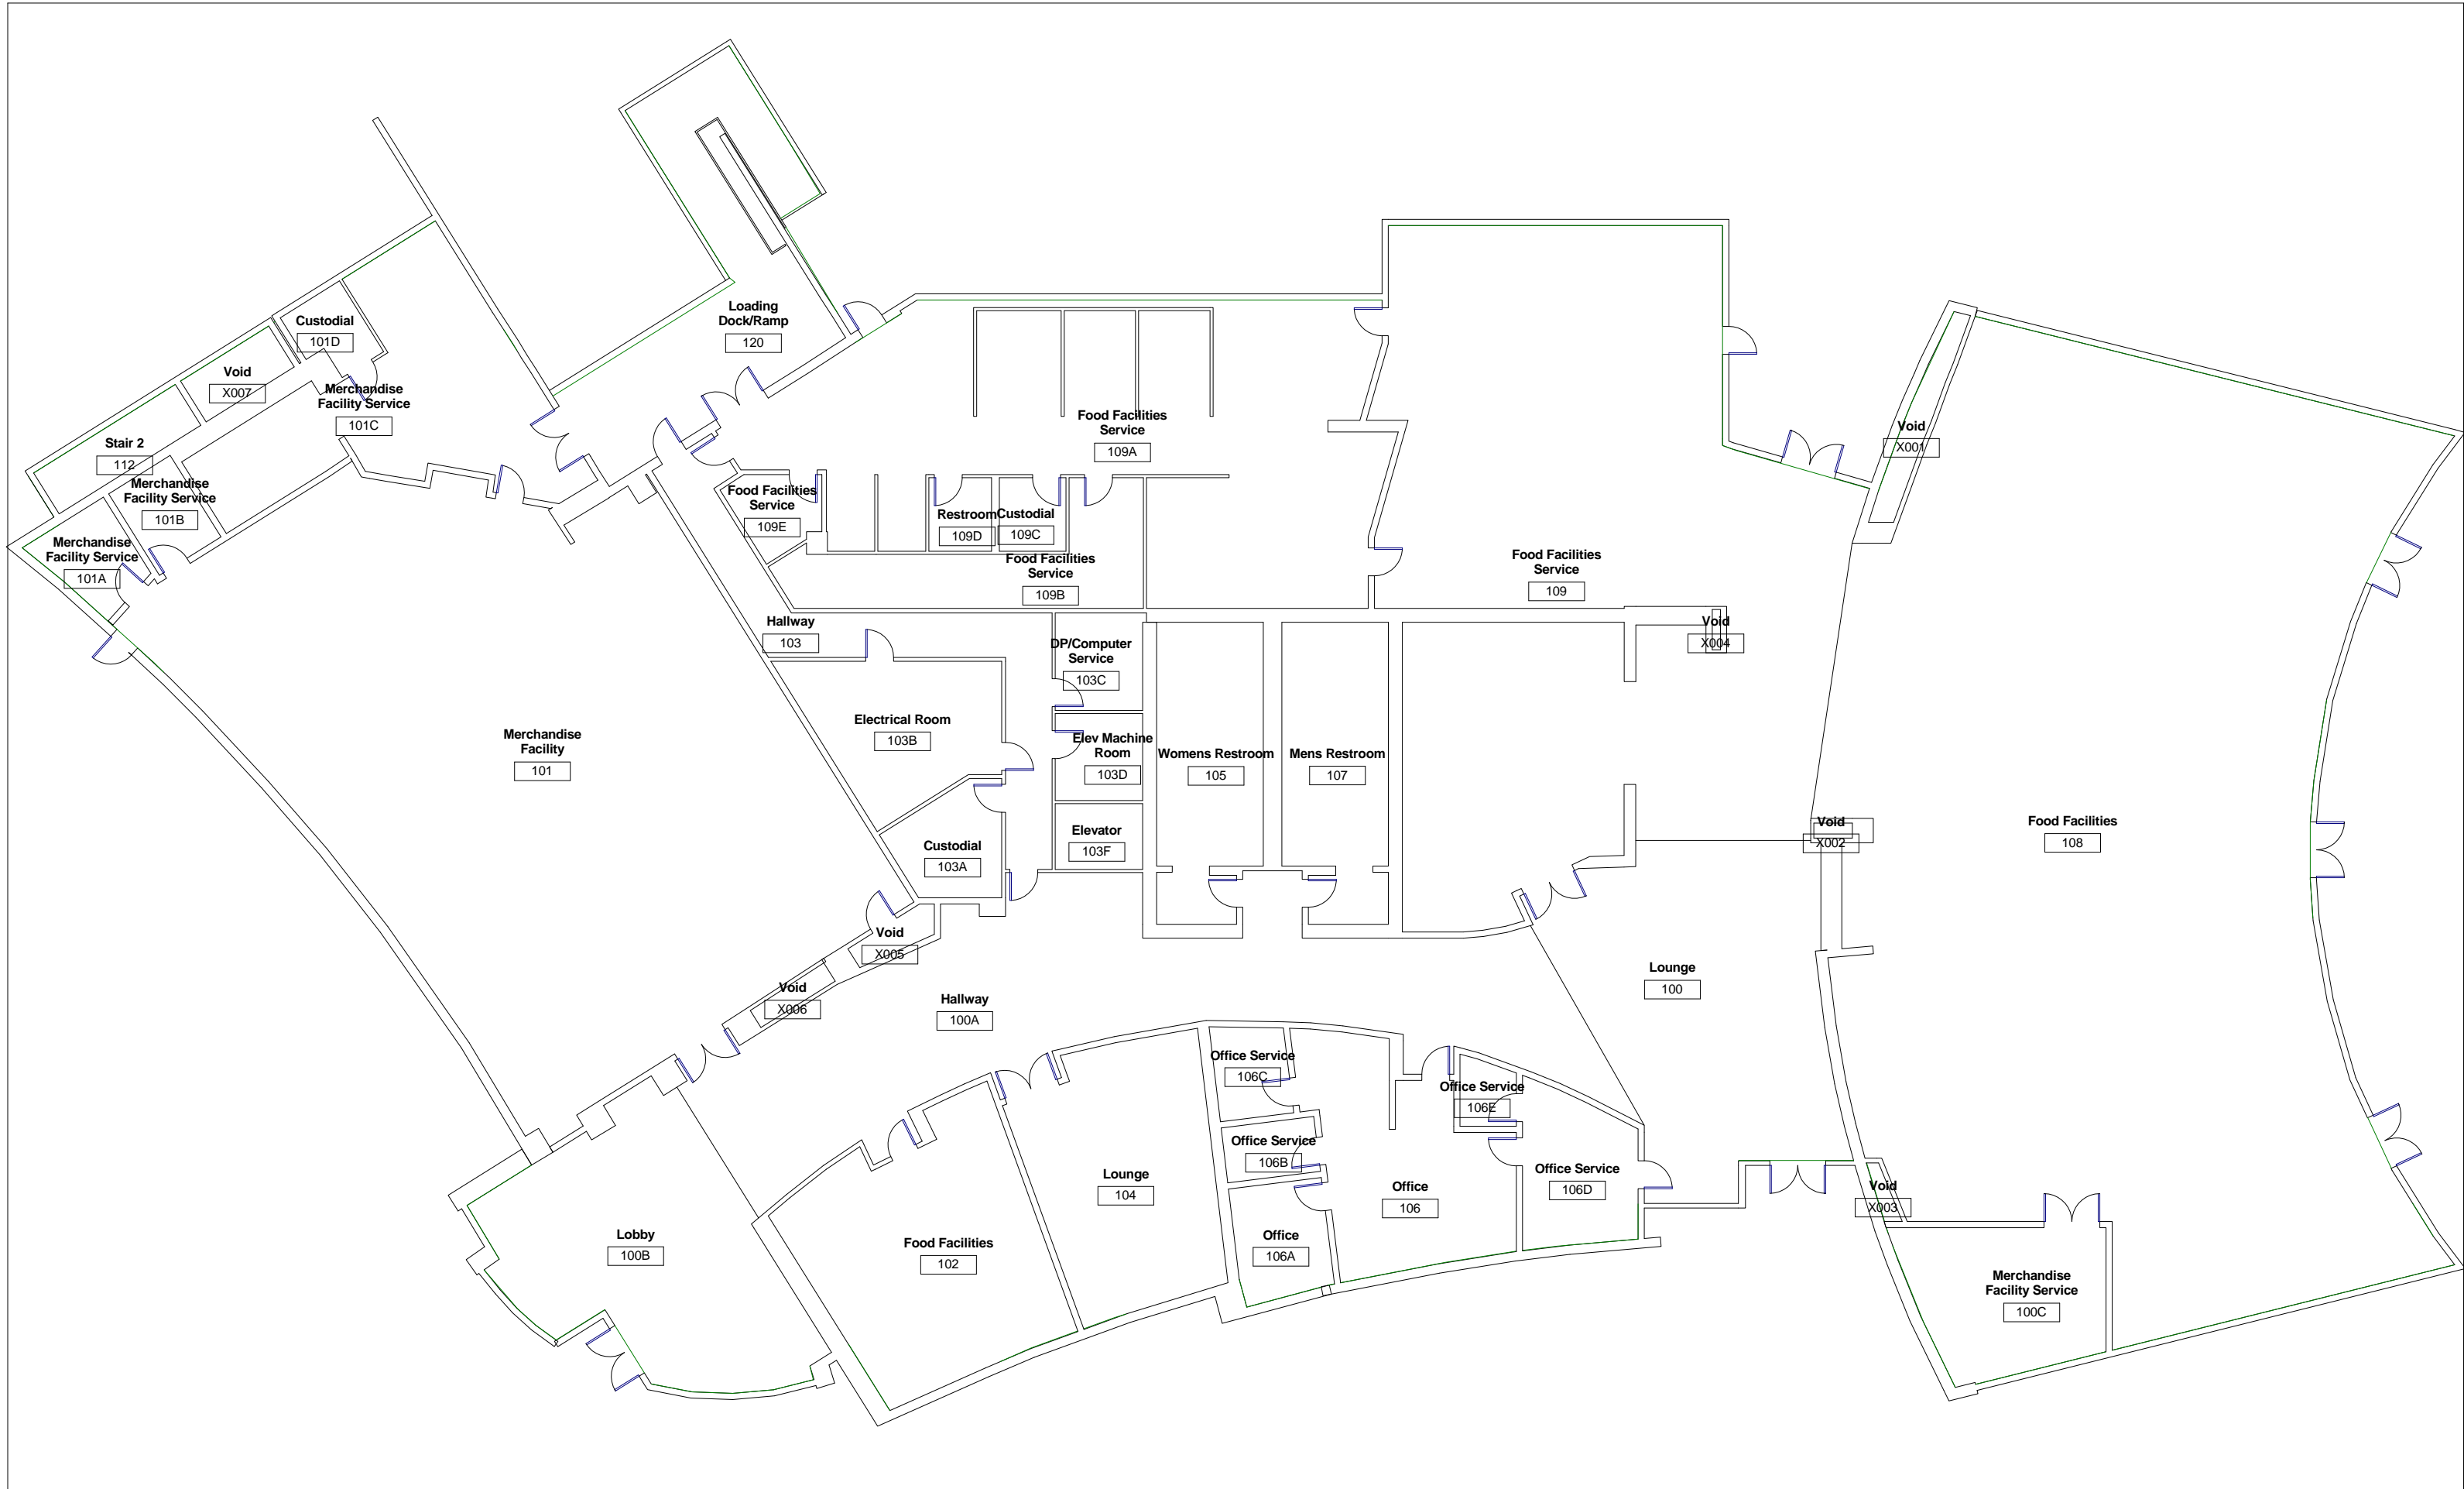 Loading
Dock/Ramp
120
Custodial
101D
Void
X007
Merchandise
Facility Service
101C
Stair 2
112
Merchandise
Facility Service
101B
Merchandise
Facility Service
101A
Food Facilities
Service
109A
Void
X001
Food Facilities
Service
109E
Restroom
109D
Custodial
109C
Food Facilities
Service
109B
Food Facilities
Service
109
Hallway
103
DP/Computer
Service
103C
Void
X004
Electrical Room
103B
Merchandise
Facility
101
Elev Machine
Room
103D
Womens Restroom
105
Mens Restroom
107
Elevator
103F
Custodial
103A
Void
X002
Food Facilities
108
Void
X005
Void
X006
Hallway
100A
Lounge
100
Office Service
106C
Office Service
106E
Office Service
106B
Lounge
104
Office
106
Office Service
106D
Void
X003
Lobby
100B
Food Facilities
102
Office
106A
Merchandise
Facility Service
100C